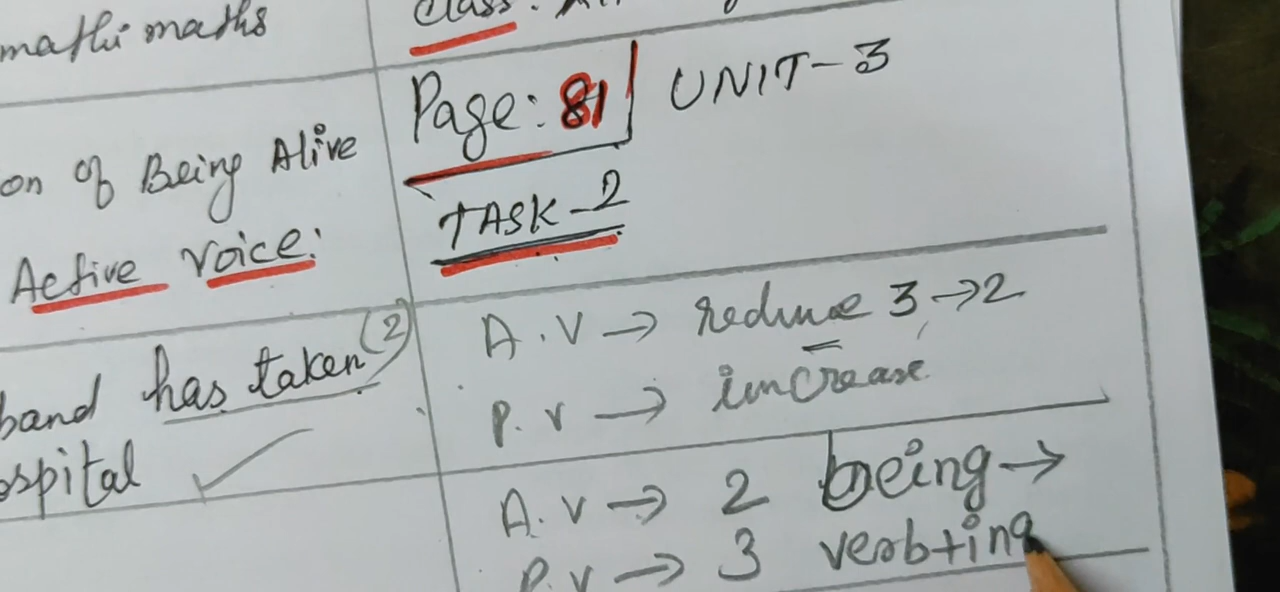 mathi maths
Class:
on of Being Alive
Active Voice:
Page: 81
UNIT-3
TASK-2
band has taken (2)
ospital ✓
A.V → reduce 3 → 2
P.V → increase
A.V → 2 being →
P.V → 3 verb+ing